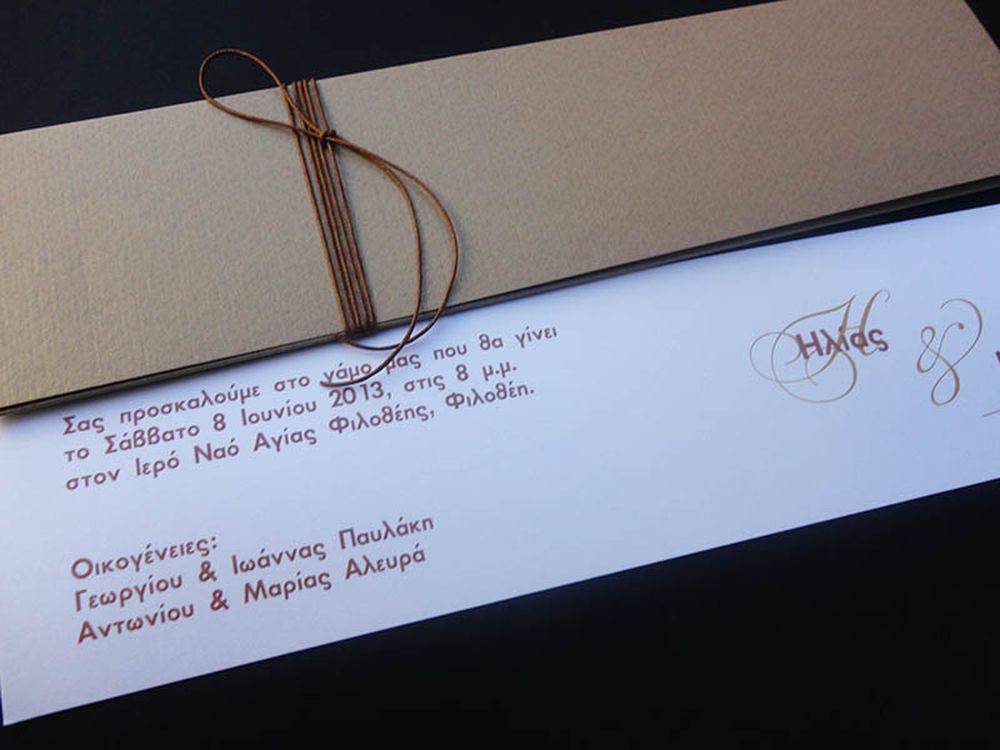 Σας προσκαλούμε στο γάμο μας που θα γίνει
το Σάββατο 8 Ιουνίου 2013, στις 8 μ.μ.
στον Ιερό Ναό Αγίας Φιλοθέης, Φιλοθέη.
Οικογένειες:
Γεωργίου & Ιωάννας Παυλάκη
Αντωνίου & Μαρίας Αλευρά
Ηλίας &